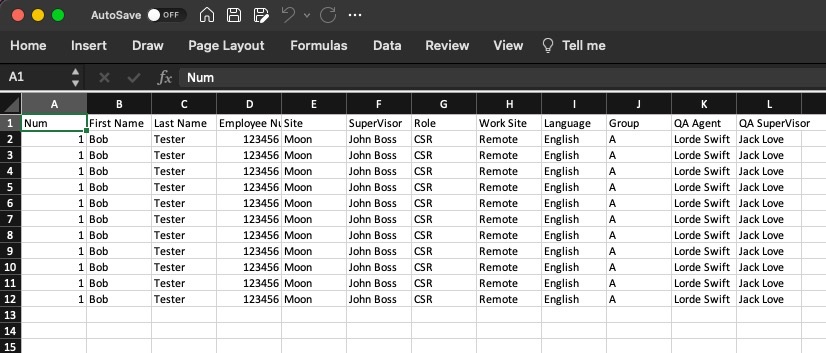 AutoSave OFF
Home Insert Draw Page Layout Formulas Data Review View Tell me
A1 fx Num
A B C D E F G H I J K L
1 Num First Name Last Name Employee Nu Site SuperVisor Role Work Site Language Group QA Agent QA SuperVisor
2 1 Bob Tester 123456 Moon John Boss CSR Remote English A Lorde Swift Jack Love
3 1 Bob Tester 123456 Moon John Boss CSR Remote English A Lorde Swift Jack Love
4 1 Bob Tester 123456 Moon John Boss CSR Remote English A Lorde Swift Jack Love
5 1 Bob Tester 123456 Moon John Boss CSR Remote English A Lorde Swift Jack Love
6 1 Bob Tester 123456 Moon John Boss CSR Remote English A Lorde Swift Jack Love
7 1 Bob Tester 123456 Moon John Boss CSR Remote English A Lorde Swift Jack Love
8 1 Bob Tester 123456 Moon John Boss CSR Remote English A Lorde Swift Jack Love
9 1 Bob Tester 123456 Moon John Boss CSR Remote English A Lorde Swift Jack Love
10 1 Bob Tester 123456 Moon John Boss CSR Remote English A Lorde Swift Jack Love
11 1 Bob Tester 123456 Moon John Boss CSR Remote English A Lorde Swift Jack Love
12 1 Bob Tester 123456 Moon John Boss CSR Remote English A Lorde Swift Jack Love
13
14
15